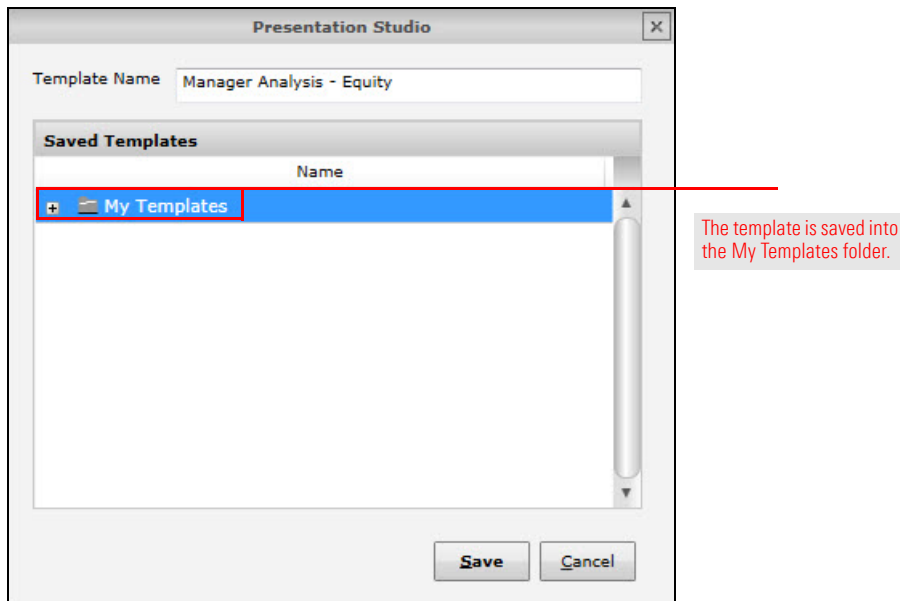 Presentation Studio
Template Name
Manager Analysis - Equity
Saved Templates
Name
My Templates
The template is saved into
the My Templates folder.
Save
Cancel